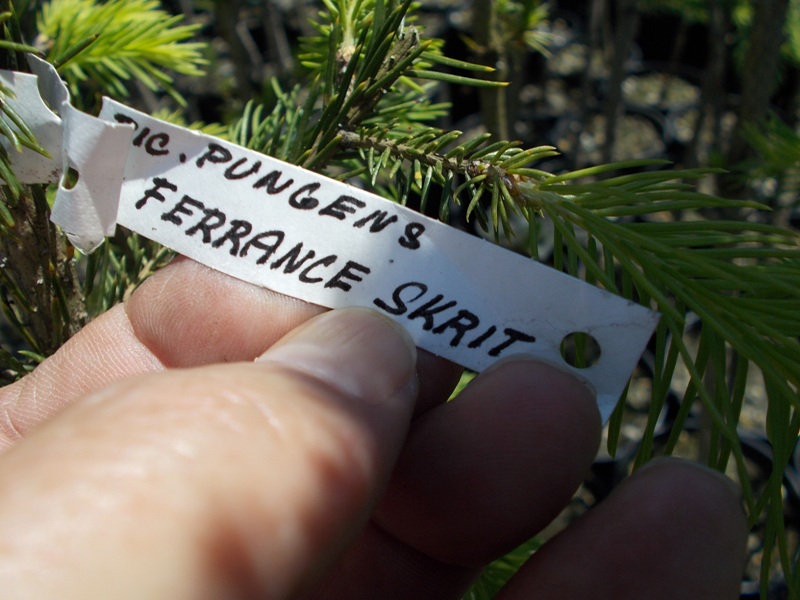 PIC. PUNGENS
FERRANCE SKRIT